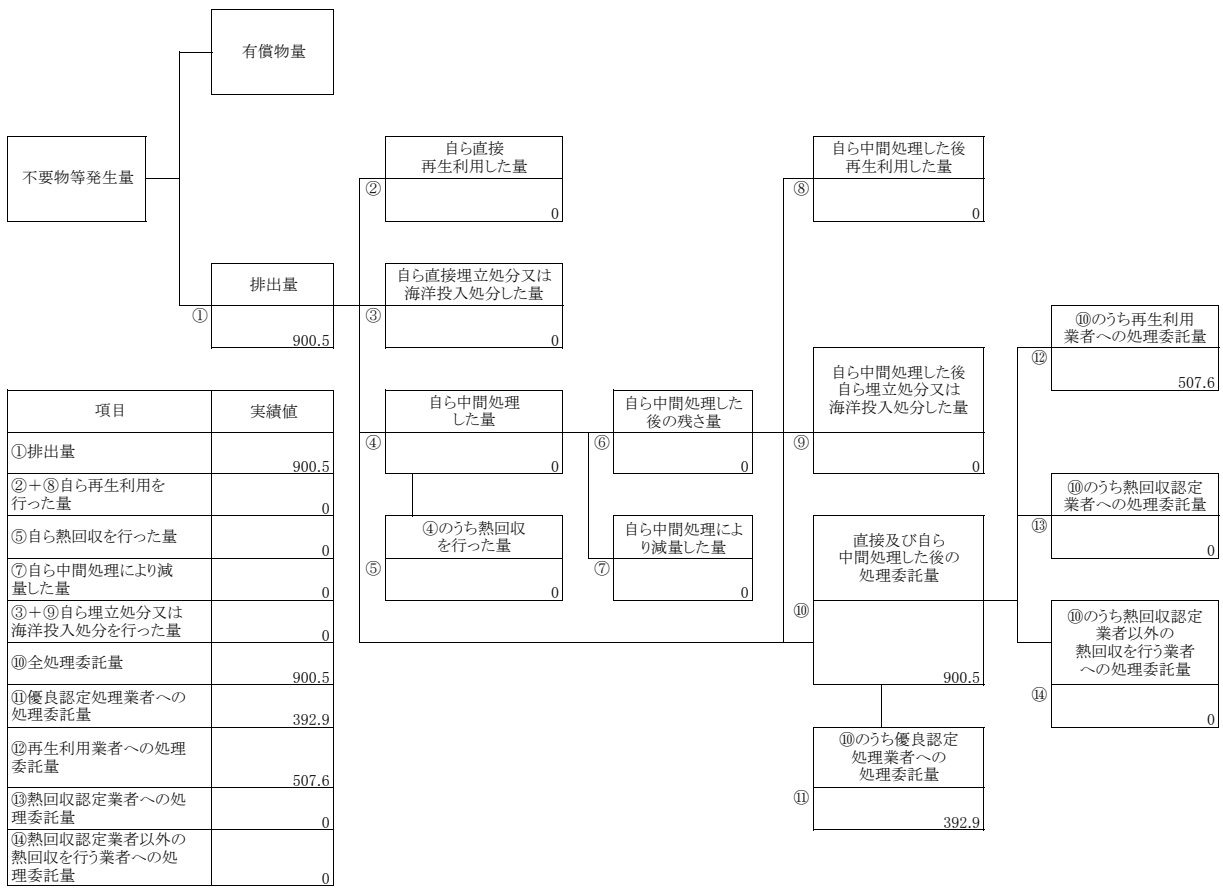 有償物量
不要物等発生量
自ら直接
再生利用した量
②
0
自ら中間処理した後
再生利用した量
⑧
0
排出量
①
900.5
自ら直接埋立処分又は
海洋投入処分した量
③
0
⑩のうち再生利用
業者への処理委託量
⑫
507.6
自ら中間処理
した量
④
0
自ら中間処理した
後の残さ量
⑥
0
自ら中間処理した後
自ら埋立処分又は
海洋投入処分した量
⑨
0
⑩のうち熱回収認定
業者への処理委託量
⑬
0
④のうち熱回収
を行った量
⑤
0
自ら中間処理によ
り減量した量
⑦
0
直接及び自ら
中間処理した後の
処理委託量
⑩
900.5
⑩のうち熱回収認定
業者以外の
熱回収を行う業者
への処理委託量
⑭
0
⑩のうち優良認定
処理業者への
処理委託量
⑪
392.9
項目 実績値
①排出量
900.5
②+⑧自ら再生利用を
行った量
0
⑤自ら熱回収を行った量
0
⑦自ら中間処理により減
量した量
0
③+⑨自ら埋立処分又は
海洋投入処分を行った量
0
⑩全処理委託量
900.5
⑪優良認定処理業者への
処理委託量
392.9
⑫再生利用業者への処理
委託量
507.6
⑬熱回収認定業者への処
理委託量
0
⑭熱回収認定業者以外の
熱回収を行う業者への処
理委託量
0